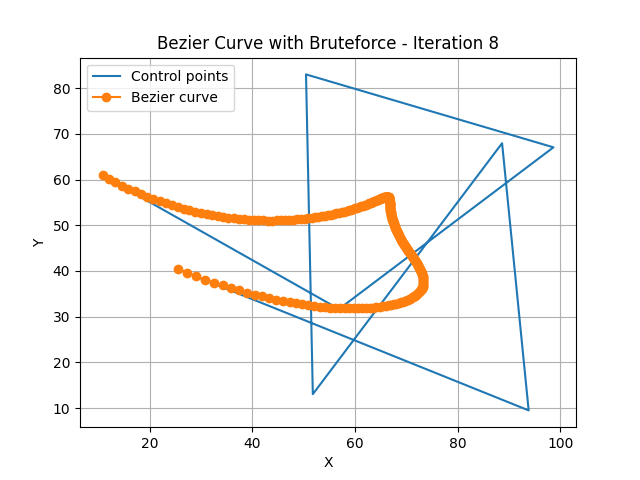 Bezier Curve with Bruteforce - Iteration 8
Control points
Bezier curve
80
70
60
50
40
30
20
10
Y
20 40 60 80 100
X